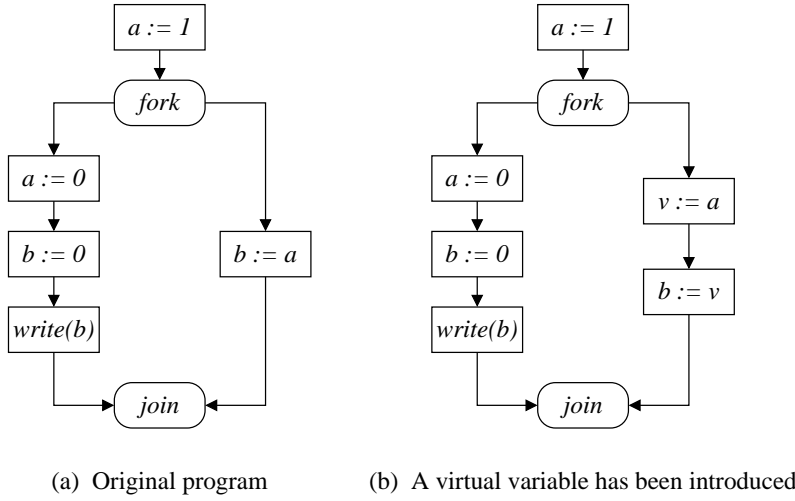 a := 1
fork
a := 0
b := 0
b := a
write(b)
join
(a) Original program
a := 1
fork
a := 0
v := a
b := 0
b := v
write(b)
join
(b) A virtual variable has been introduced